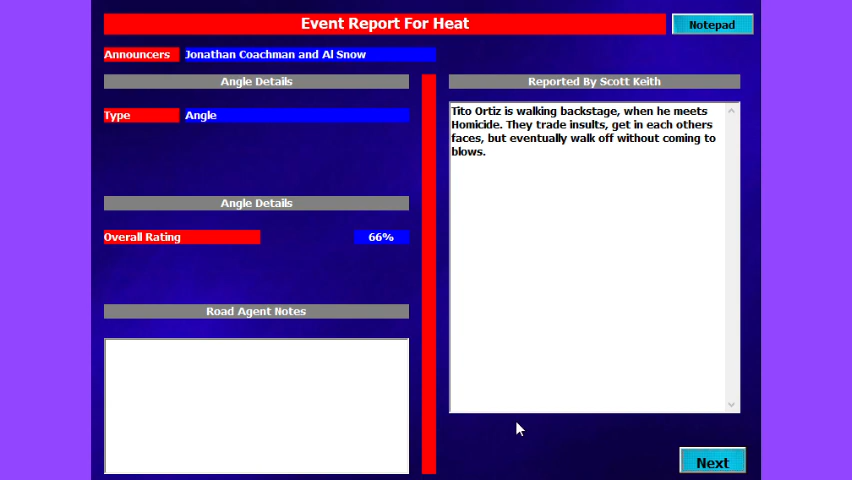 Event Report For Heat
Notepad
Announcers
Jonathan Coachman and Al Snow
Angle Details
Reported By Scott Keith
Type
Angle
Tito Ortiz is walking backstage, when he meets
Homicide. They trade insults, get in each others
faces, but eventually walk off without coming to
blows.
Angle Details
Overall Rating
66%
Road Agent Notes
Next